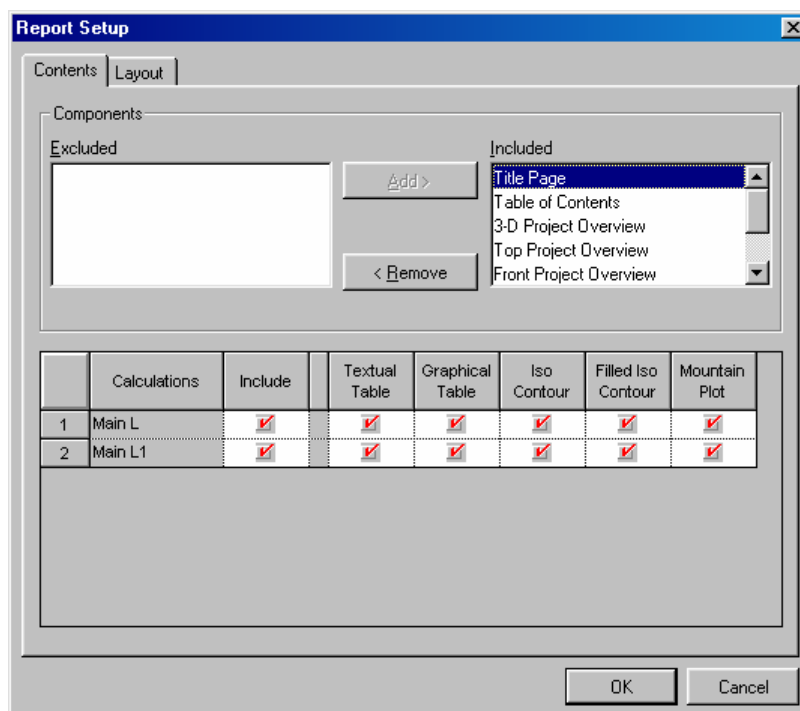 Report Setup
Contents Layout
Components
Excluded
Included
Add >
< Remove
Title Page
Table of Contents
3-D Project Overview
Top Project Overview
Front Project Overview
Calculations Include Textual Table Graphical Table Iso Contour Filled Iso Contour Mountain Plot
1 Main L
2 Main L1
OK Cancel